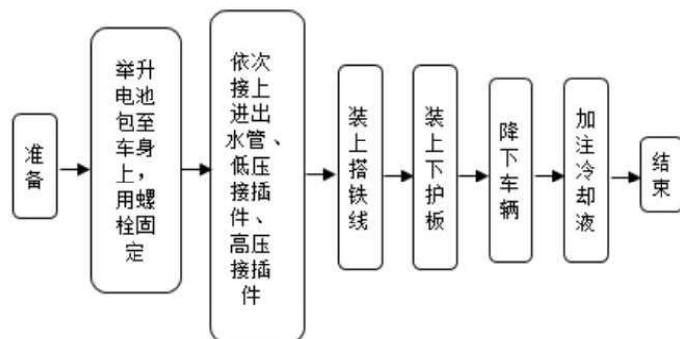 准
备
举升
电池
包至
车身
上，
用螺
栓固
定
依次
接上
进出
水管、
低压
接插
件、
高压
接插
件
装
上
搭
铁
线
装
上
下
护
板
降
下
车
辆
加
注
冷
却
液
结
束